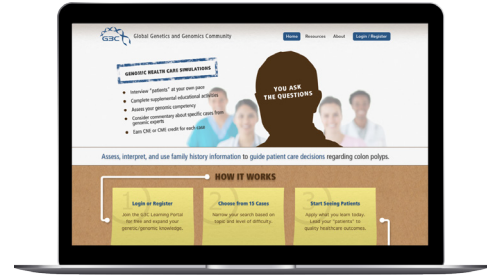 G3C
Global Genetics and Genomics Community
Home Resources About Login / Register
GENOMIC HEALTH CARE SIMULATIONS
Interview "patients" at your own pace
Complete supplemental educational activities
Assess your genomic competency
Consider commentary about specific cases from
genomic experts
Earn CNE or CME credit for each case
YOU ASK
THE QUESTIONS
Assess, interpret, and use family history information to guide patient care decisions regarding colon polyps.
HOW IT WORKS
1
Login or Register
Join the G3C Learning Portal
for free and expand your
genetic/genomic knowledge.
2
Choose from 15 Cases
Narrow your search based on
topic and level of difficulty.
3
Start Seeing Patients
Apply what you learn today.
Lead your "patients" to
quality healthcare outcomes.